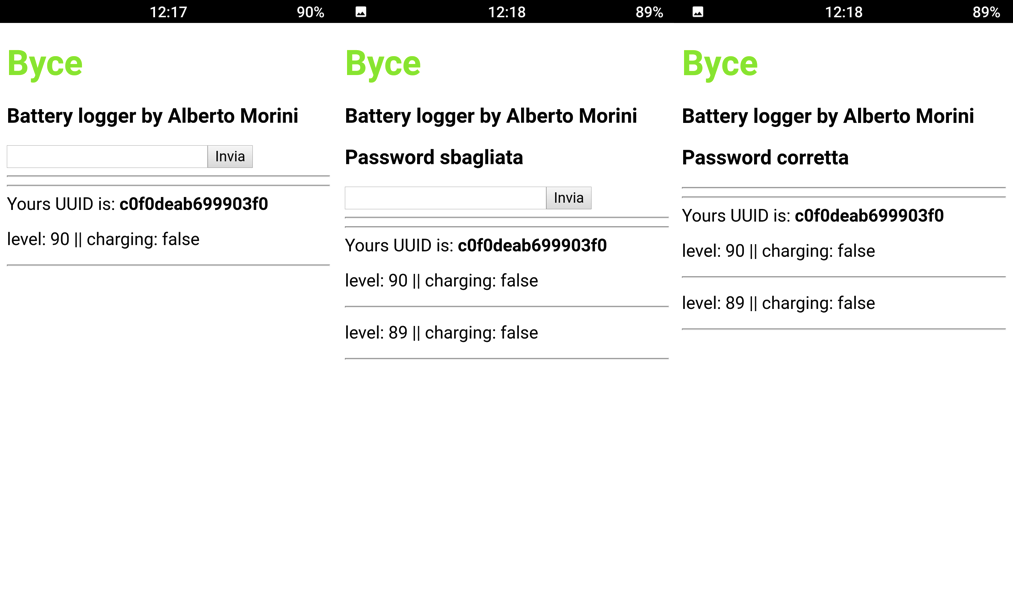 12:17 90%
Byce
Battery logger by Alberto Morini
Invia
Yours UUID is: c0f0deab699903f0
level: 90 || charging: false
12:18 89%
Byce
Battery logger by Alberto Morini
Password sbagliata
Invia
Yours UUID is: c0f0deab699903f0
level: 90 || charging: false
level: 89 || charging: false
12:18 89%
Byce
Battery logger by Alberto Morini
Password corretta
Yours UUID is: c0f0deab699903f0
level: 90 || charging: false
level: 89 || charging: false